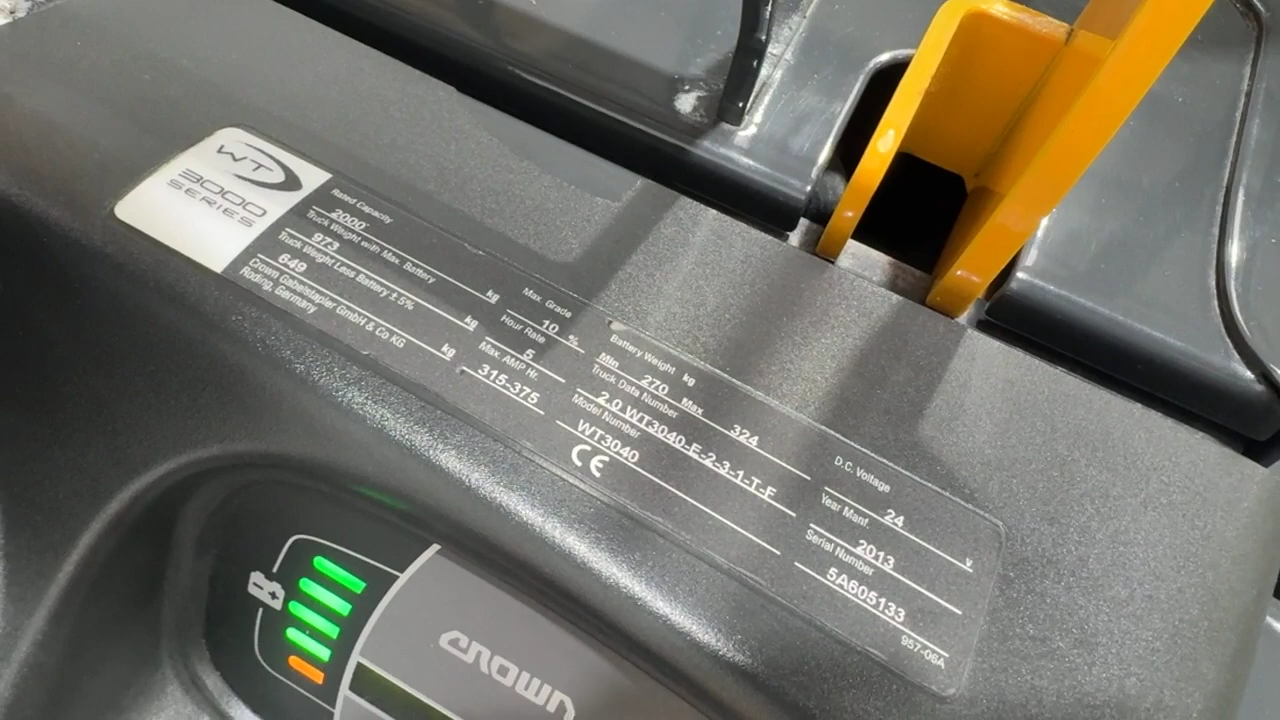 WT
3000
SERIES
Rated Capacity
2000 kg
Truck Weight with Max. Battery
973 kg
Truck Weight Less Battery ± 5%
649 kg
Crown Gabelstapler GmbH & Co KG
Roding, Germany
Max. Grade
10 %
Hour Rate
5
Max. AMP Hr.
315-375
Battery Weight kg
Min 270 Max 324
Truck Data Number
2.0 WT3040-E-2-3-1-T-F
Model Number
WT3040
CE
D.C. Voltage
24 v
Year Manf.
2013
Serial Number
5A605133
957-06A
CROWN